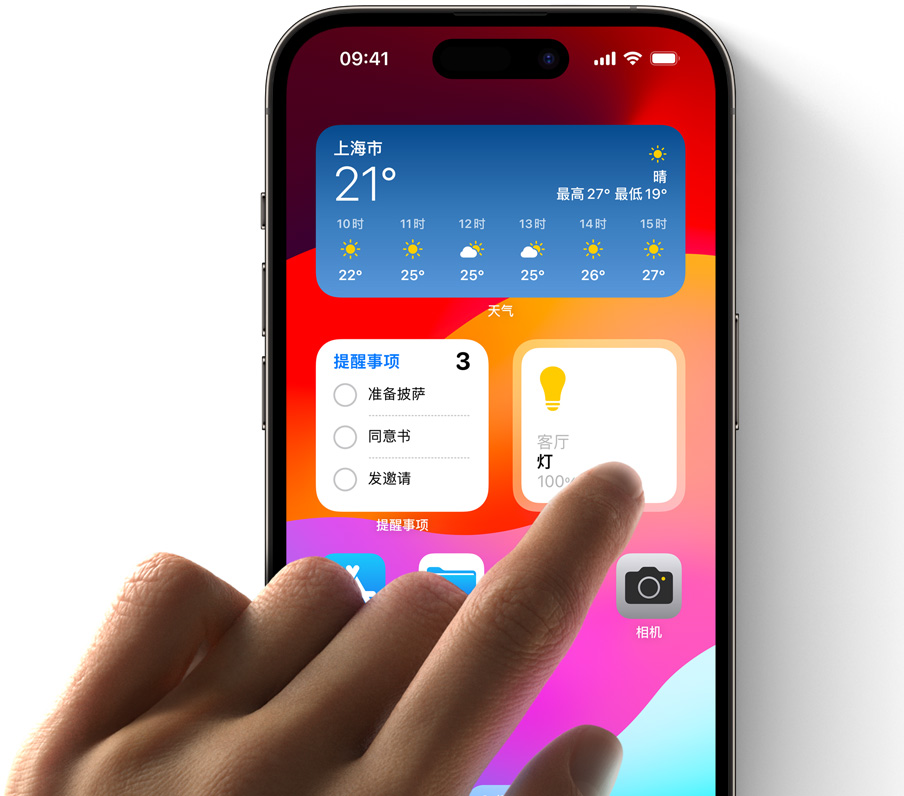 09:41
上海市
21°
晴
最高 27° 最低 19°
10时 11时 12时 13时 14时 15时
22° 25° 25° 25° 26° 27°
天气
提醒事项 3
准备披萨
同意书
发邀请
提醒事项
客厅
灯
100%
相机